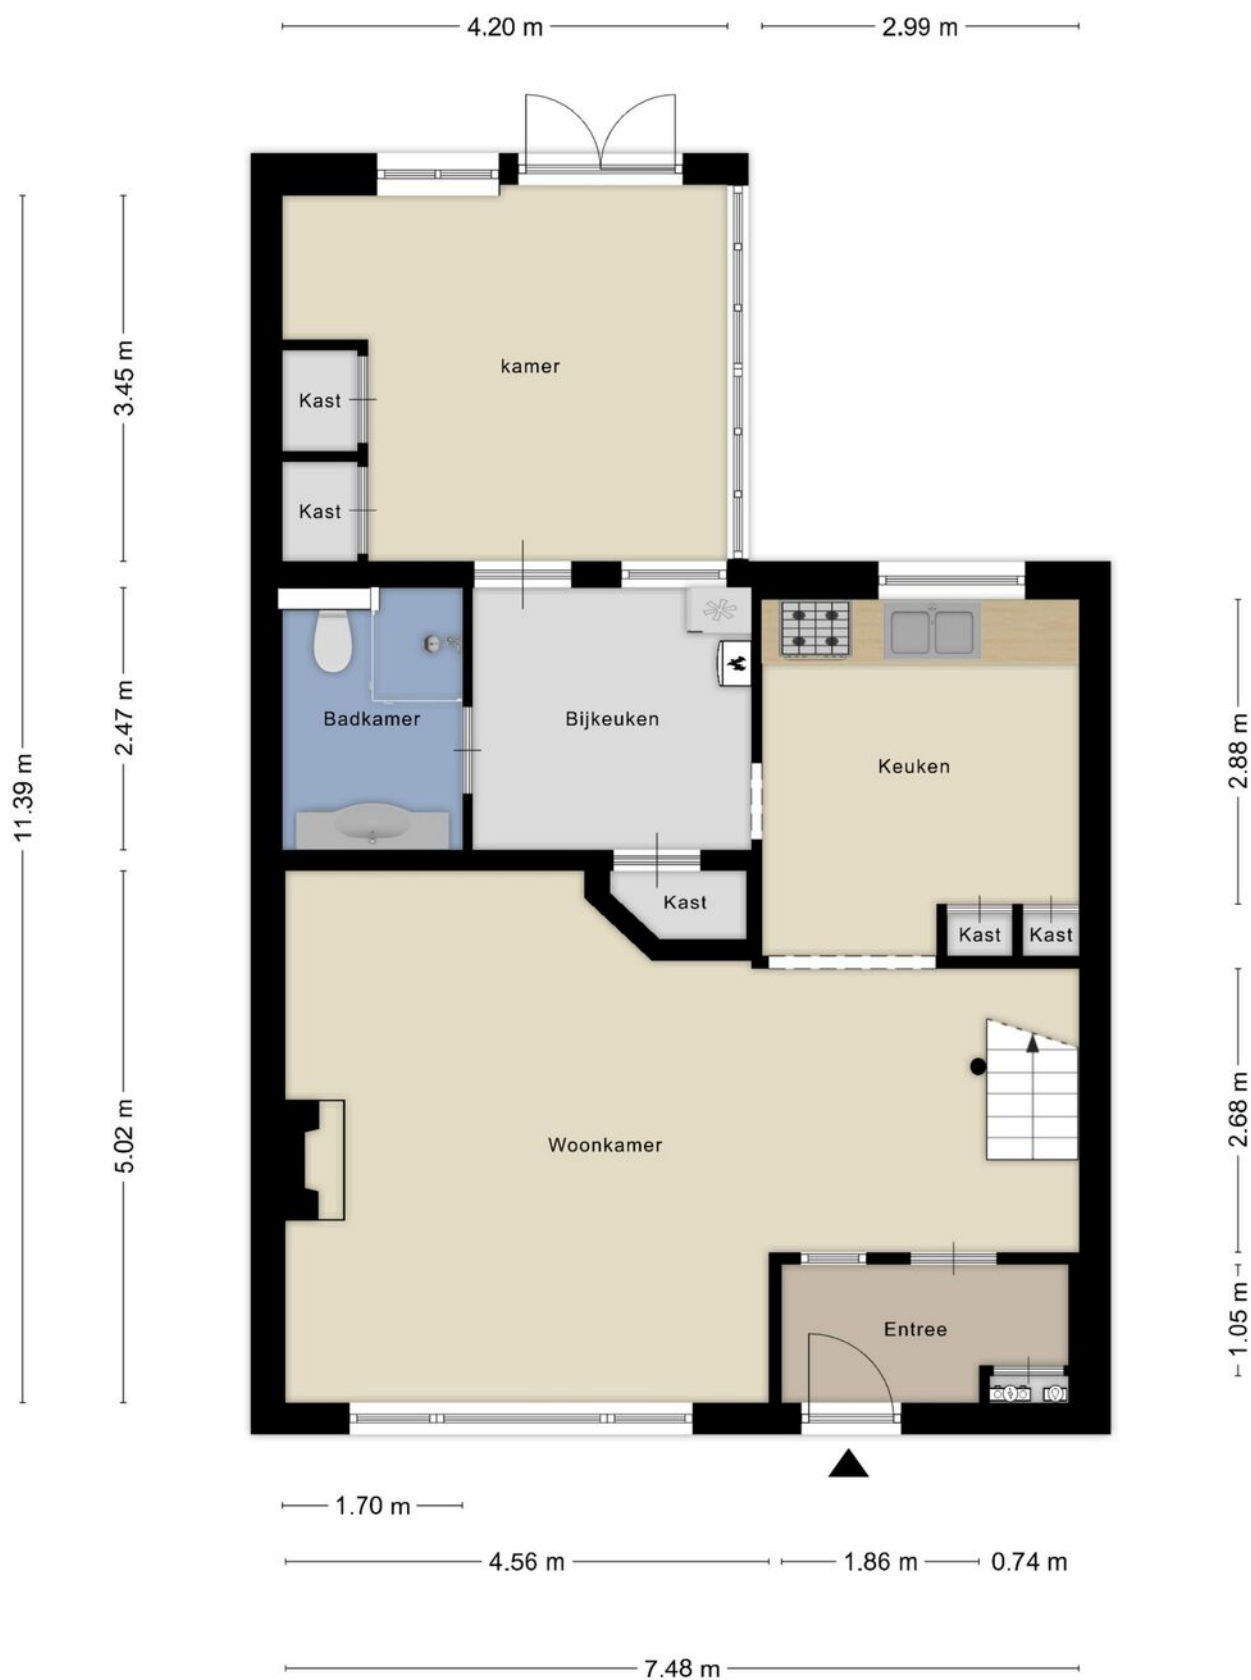 4.20 m
2.99 m
kamer
3.45 m
Kast
Kast
2.47 m
Badkamer
Bijkeuken
11.39 m
2.88 m
Keuken
Kast
Kast
Kast
5.02 m
2.68 m
Woonkamer
Entree
1.05 m
1.70 m
4.56 m
1.86 m
0.74 m
7.48 m